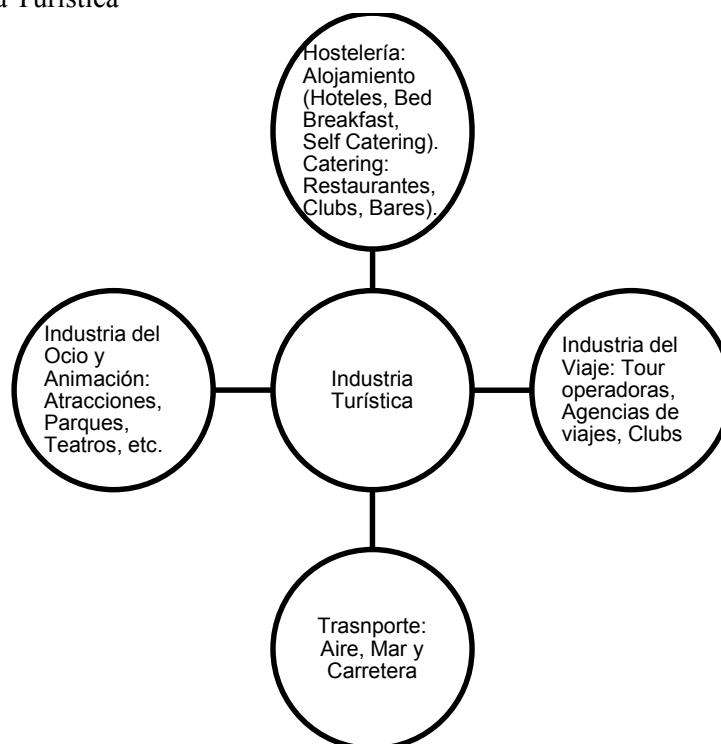 Turística
Hostelería:
Alojamiento
(Hoteles, Bed
Breakfast,
Self Catering).
Catering:
Restaurantes,
Clubs, Bares).
Industria del
Ocio y
Animación:
Atracciones,
Parques,
Teatros, etc.
Industria
Turística
Industria del
Viaje: Tour
operadoras,
Agencias de
viajes, Clubs
Trasnporte:
Aire, Mar y
Carretera